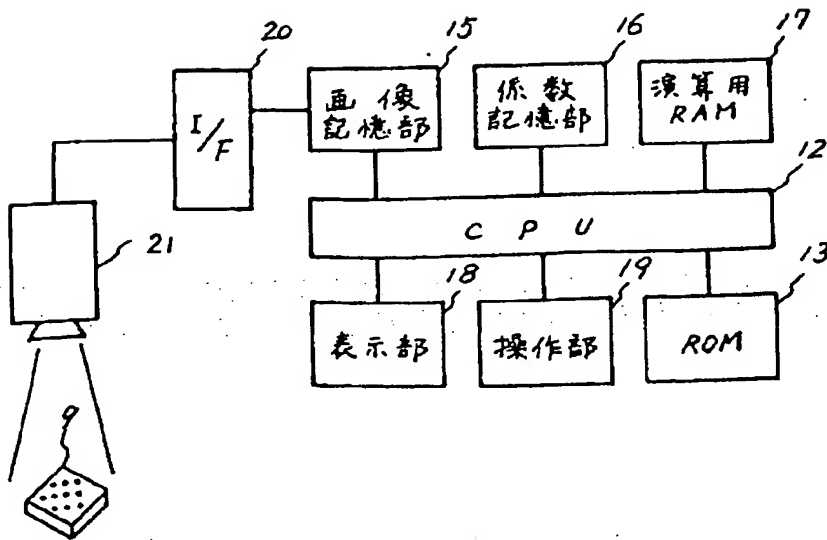 20
15
16
17
I/F
画像
記憶部
係数
記憶部
演算用
RAM
12
CPU
21
18
19
13
表示部
操作部
ROM
9